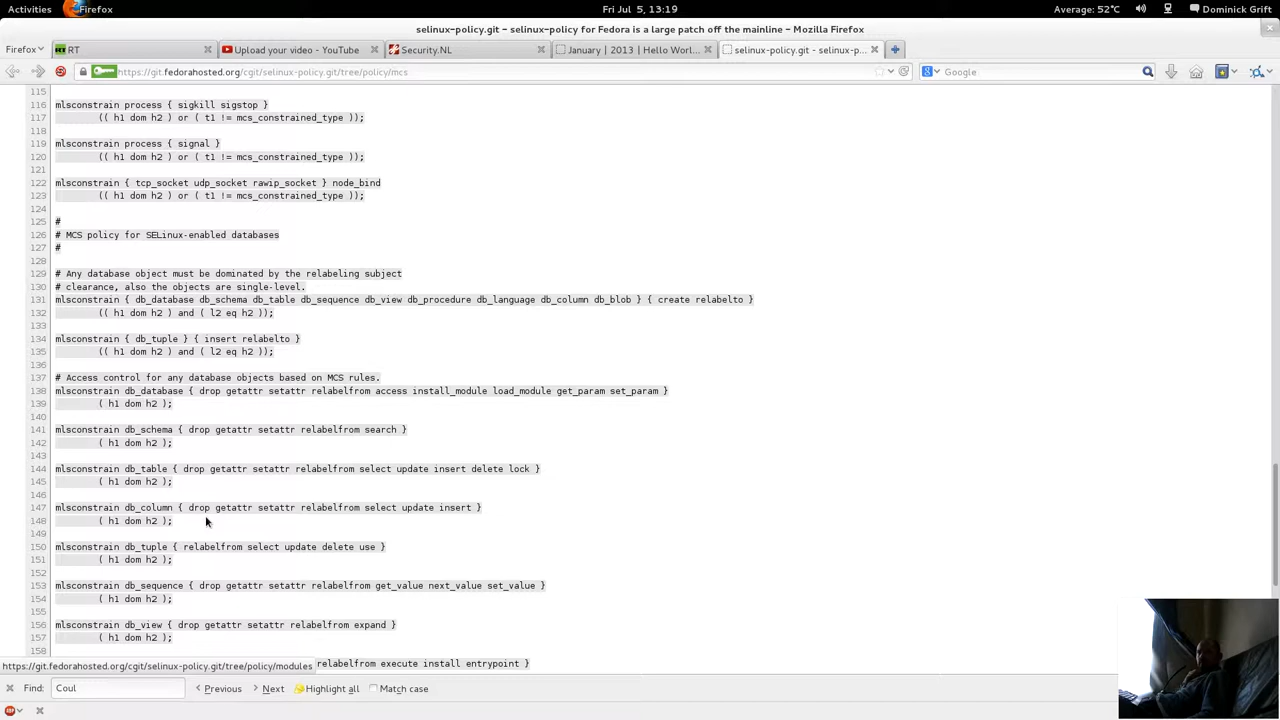 Activities Firefox Fri Jul 5, 13:19 Average: 52°C Dominick Grift
selinux-policy.git - selinux-policy for Fedora is a large patch off the mainline - Mozilla Firefox
Firefox RT Upload your video - YouTube Security.NL January | 2013 | Hello Worl... selinux-policy.git - selinux-p...
https://git.fedorahosted.org/cgit/selinux-policy.git/tree/policy/mcs Google
115
116 mlsconstrain process { sigkill sigstop }
117 (( h1 dom h2 ) or ( t1 != mcs_constrained_type ));
118
119 mlsconstrain process { signal }
120 (( h1 dom h2 ) or ( t1 != mcs_constrained_type ));
121
122 mlsconstrain { tcp_socket udp_socket rawip_socket } node_bind
123 (( h1 dom h2 ) or ( t1 != mcs_constrained_type ));
124
125 #
126 # MCS policy for SELinux-enabled databases
127 #
128
129 # Any database object must be dominated by the relabeling subject
130 # clearance, also the objects are single-level.
131 mlsconstrain { db_database db_schema db_table db_sequence db_view db_procedure db_language db_column db_blob } { create relabelto }
132 (( h1 dom h2 ) and ( l2 eq h2 ));
133
134 mlsconstrain { db_tuple } { insert relabelto }
135 (( h1 dom h2 ) and ( l2 eq h2 ));
136
137 # Access control for any database objects based on MCS rules.
138 mlsconstrain db_database { drop getattr setattr relabelfrom access install_module load_module get_param set_param }
139 ( h1 dom h2 );
140
141 mlsconstrain db_schema { drop getattr setattr relabelfrom search }
142 ( h1 dom h2 );
143
144 mlsconstrain db_table { drop getattr setattr relabelfrom select update insert delete lock }
145 ( h1 dom h2 );
146
147 mlsconstrain db_column { drop getattr setattr relabelfrom select update insert }
148 ( h1 dom h2 );
149
150 mlsconstrain db_tuple { relabelfrom select update delete use }
151 ( h1 dom h2 );
152
153 mlsconstrain db_sequence { drop getattr setattr relabelfrom get_value next_value set_value }
154 ( h1 dom h2 );
155
156 mlsconstrain db_view { drop getattr setattr relabelfrom expand }
157 ( h1 dom h2 );
158
https://git.fedorahosted.org/cgit/selinux-policy.git/tree/policy/modules relabelfrom execute install entrypoint }
Find: Coul Previous Next Highlight all Match case